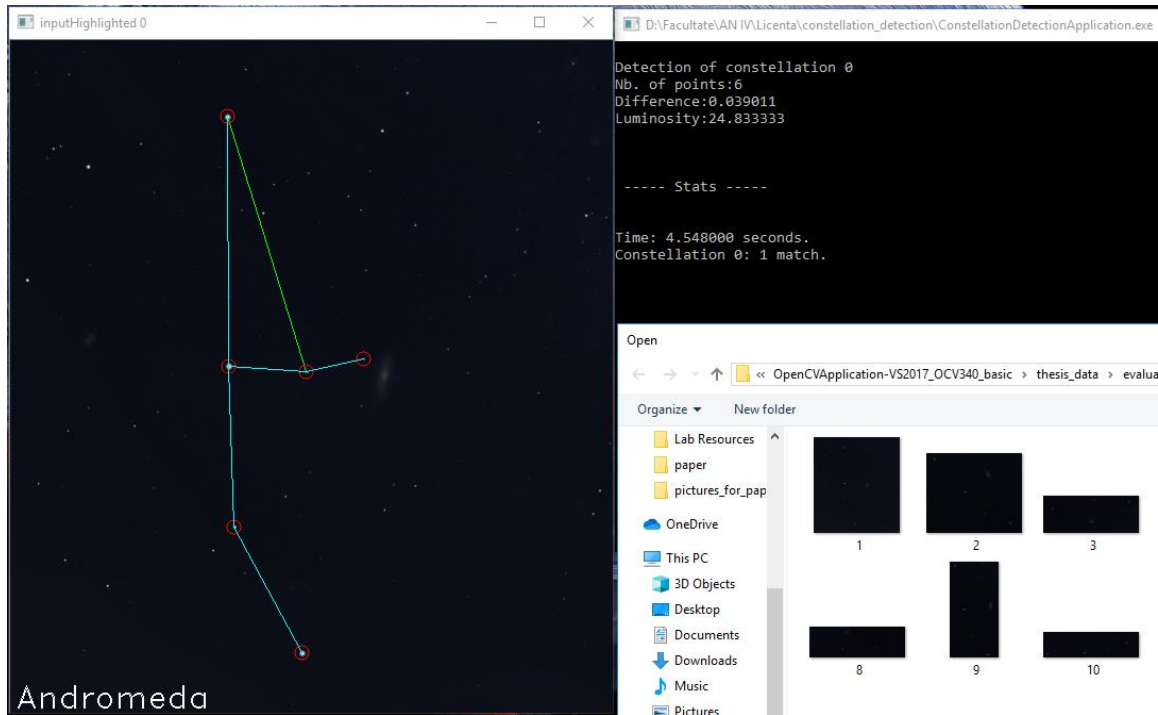 inputHighlighted 0
Andromeda
D:\Facultate\AN IV\Licenta\constellation_detection\ConstellationDetectionApplication.exe
Detection of constellation 0
Nb. of points:6
Difference:0.039011
Luminosity:24.833333
----- Stats -----
Time: 4.548000 seconds.
Constellation 0: 1 match.
Open
« OpenCVApplication-VS2017_OCV340_basic › thesis_data › evalua
Organize New folder
Lab Resources
paper
pictures_for_pap
OneDrive
This PC
3D Objects
Desktop
Documents
Downloads
Music
Pictures
1 2 3
8 9 10